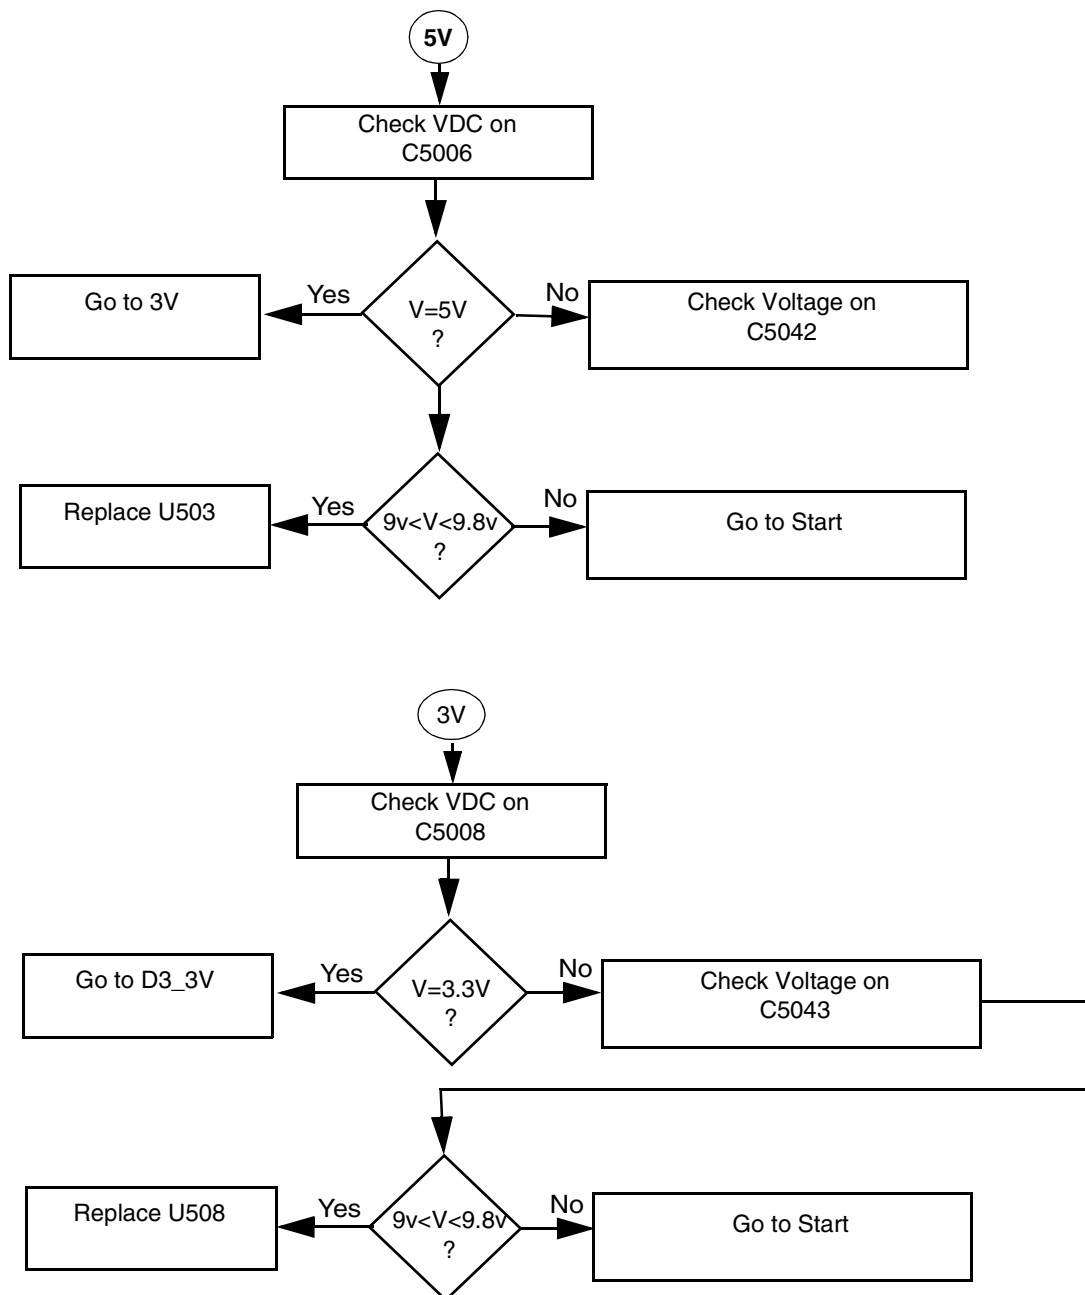 5V
Check VDC on
C5006
Go to 3V
Yes
V=5V
?
No
Check Voltage on
C5042
Replace U503
Yes
9v<V<9.8v
?
No
Go to Start
3V
Check VDC on
C5008
Go to D3_3V
Yes
V=3.3V
?
No
Check Voltage on
C5043
Replace U508
Yes
9v<V<9.8v
?
No
Go to Start